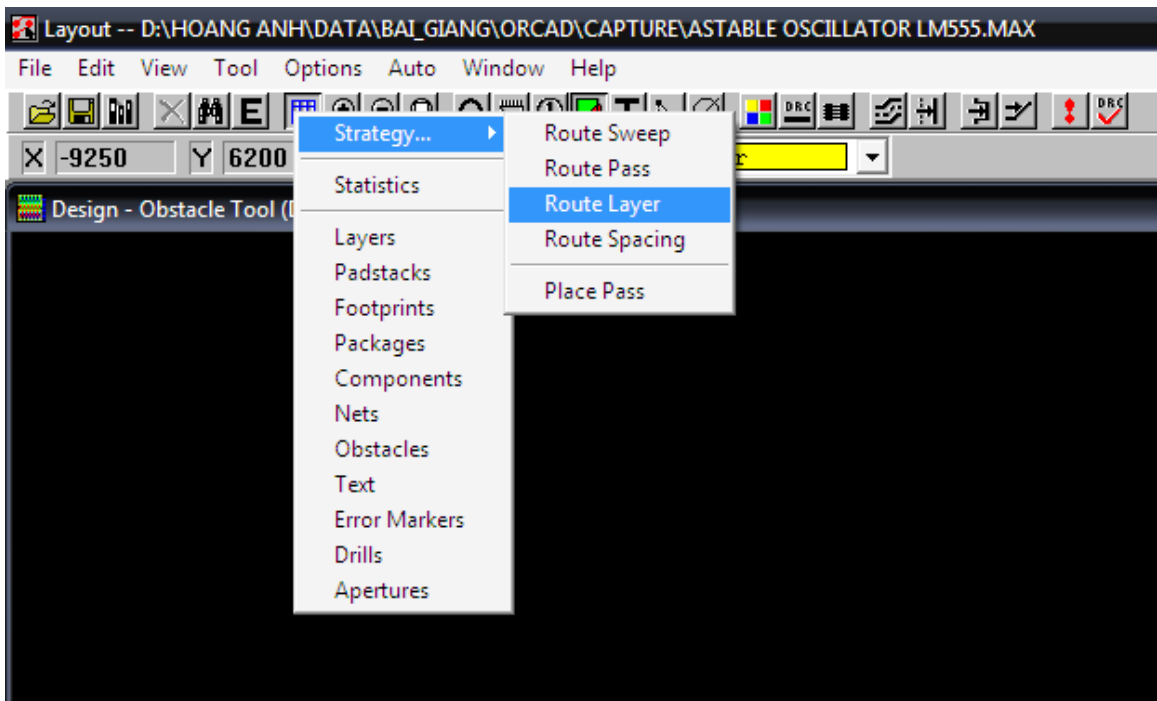 Layout -- D:\HOANG ANH\DATA\BAI_GIANG\ORCAD\CAPTURE\ASTABLE OSCILLATOR LM555.MAX
File Edit View Tool Options Auto Window Help
E DRC DRC
X -9250 Y 6200
Design - Obstacle Tool
Strategy...
Statistics
Layers
Padstacks
Footprints
Packages
Components
Nets
Obstacles
Text
Error Markers
Drills
Apertures
Route Sweep
Route Pass
Route Layer
Route Spacing
Place Pass